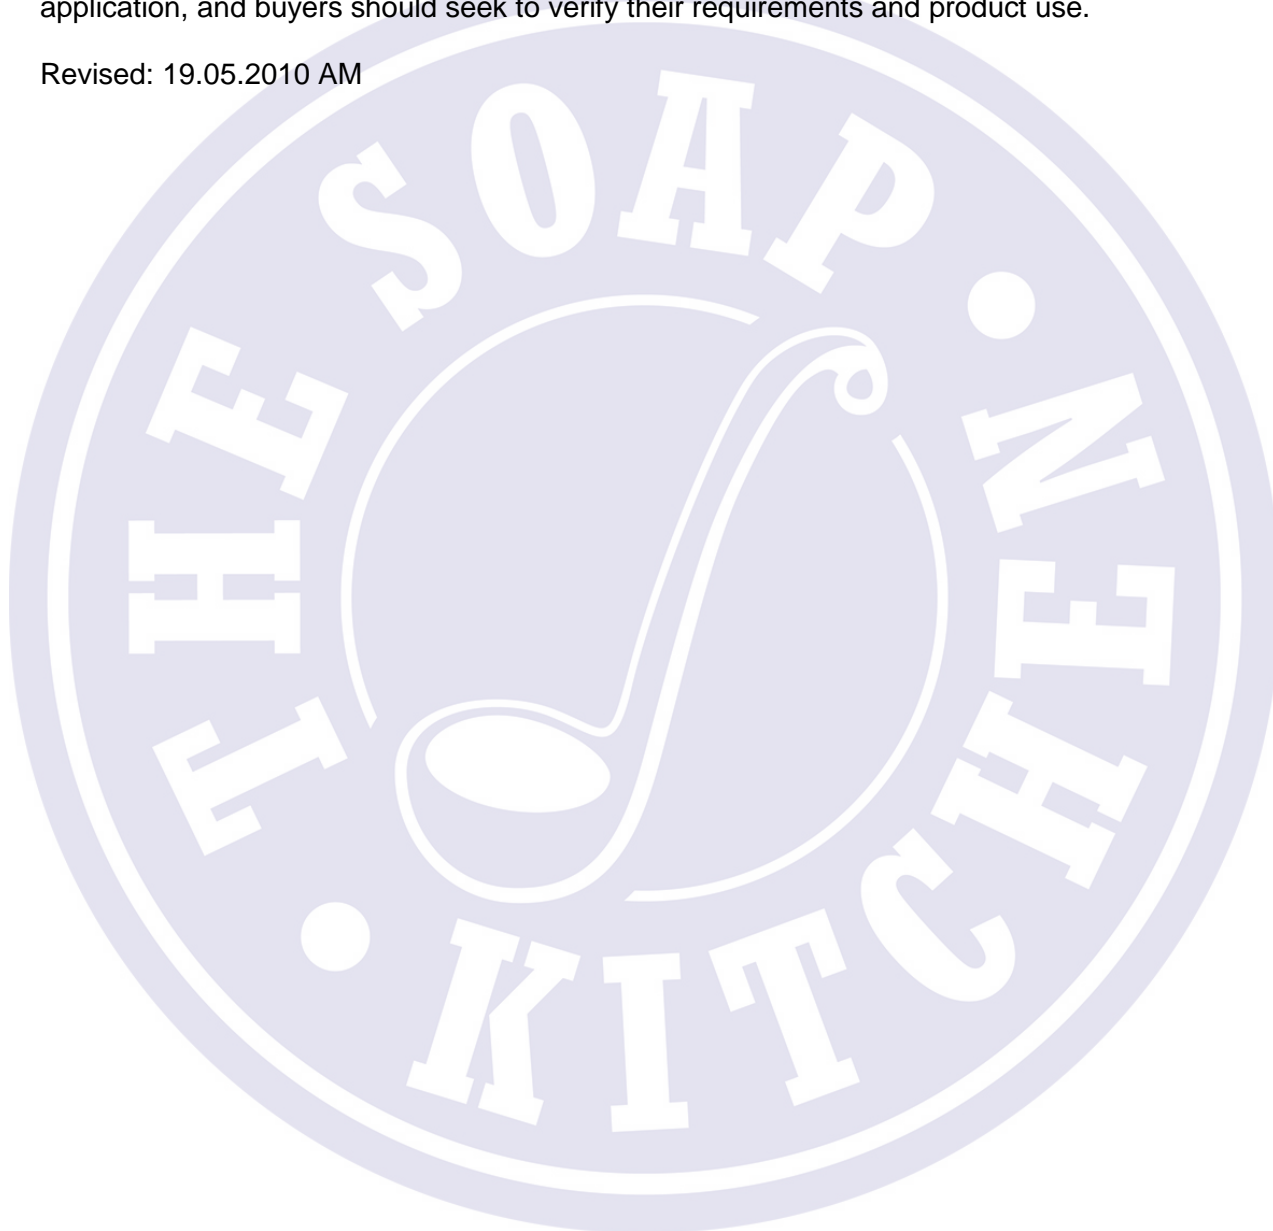 application, and buyers should seek to verify their requirements and product use.
Revised: 19.05.2010 AM
THE SOAP · KITCHEN ·